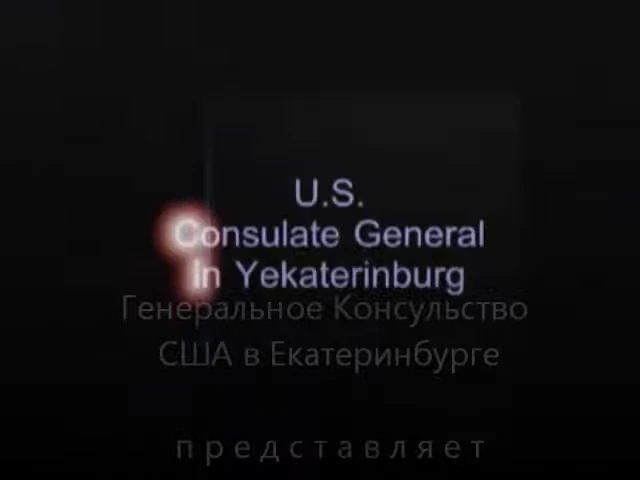 U.S.
Consulate General
In Yekaterinburg
Генеральное Консульство
США в Екатеринбурге
представляет